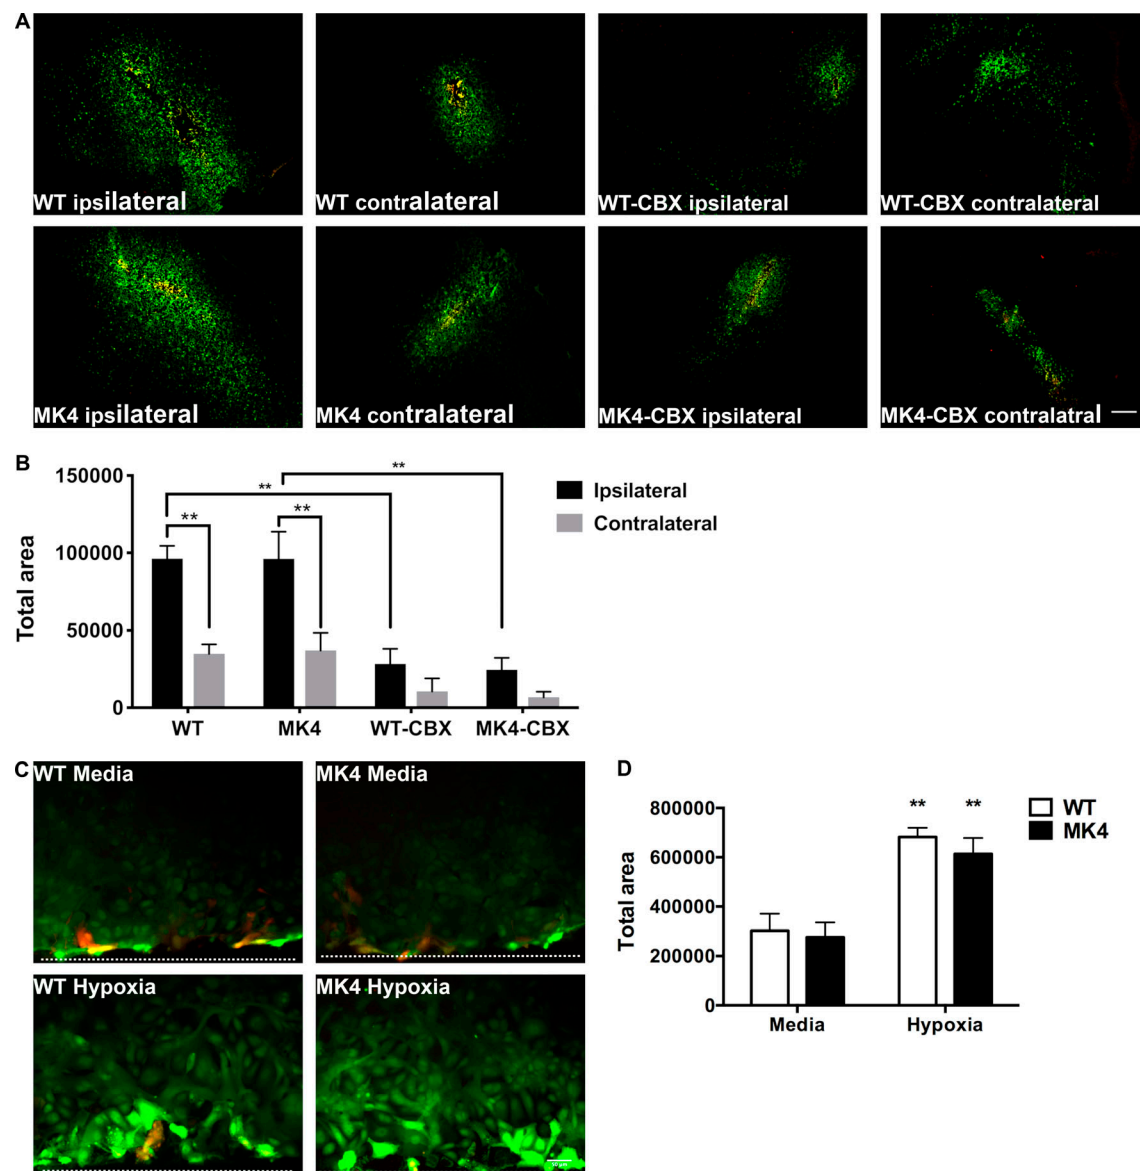 A
WT ipsilateral
WT contralateral
WT-CBX ipsilateral
WT-CBX contralateral
MK4 ipsilateral
MK4 contralateral
MK4-CBX ipsilateral
MK4-CBX contralatral
B
150000
100000
50000
0
Total area
**
**
**
**
Ipsilateral
Contralateral
WT
MK4
WT-CBX
MK4-CBX
C
WT Media
MK4 Media
WT Hypoxia
MK4 Hypoxia
D
800000
600000
400000
200000
0
Total area
**
**
WT
MK4
Media
Hypoxia